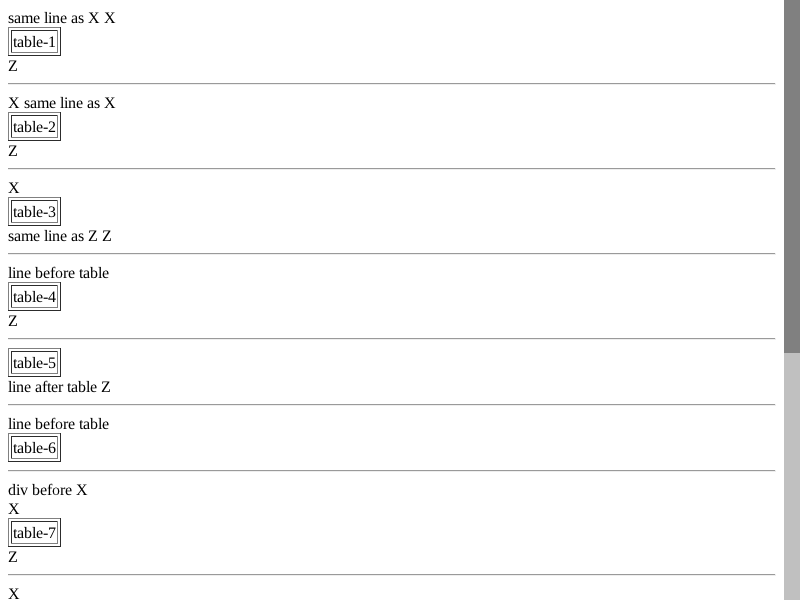 same line as X X
table-1
Z
X same line as X
table-2
Z
X
table-3
same line as Z Z
line before table
table-4
Z
table-5
line after table Z
line before table
table-6
div before X
X
table-7
Z
X